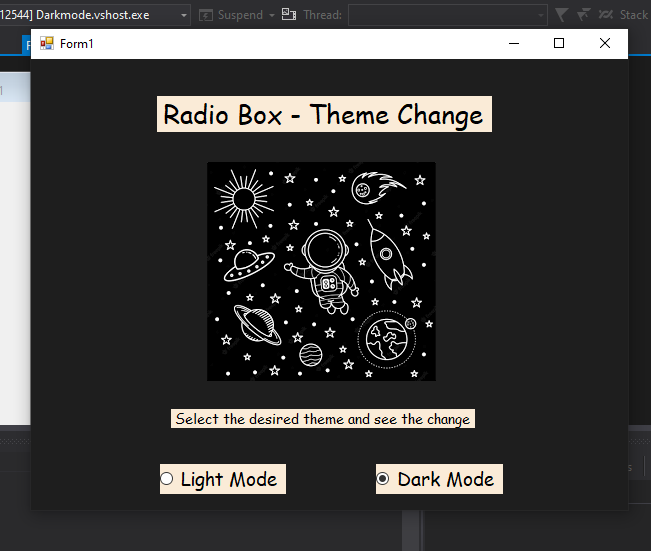 12544] Darkmode.vshost.exe Suspend Thread: Stack
Form1
Radio Box - Theme Change
Select the desired theme and see the change
Light Mode Dark Mode